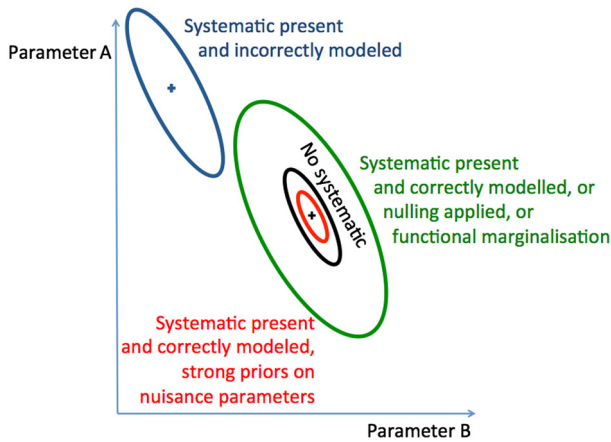 Systematic present
and incorrectly modeled
Parameter A
No systematic
Systematic present
and correctly modelled, or
nulling applied, or
functional marginalisation
Systematic present
and correctly modeled,
strong priors on
nuisance parameters
Parameter B